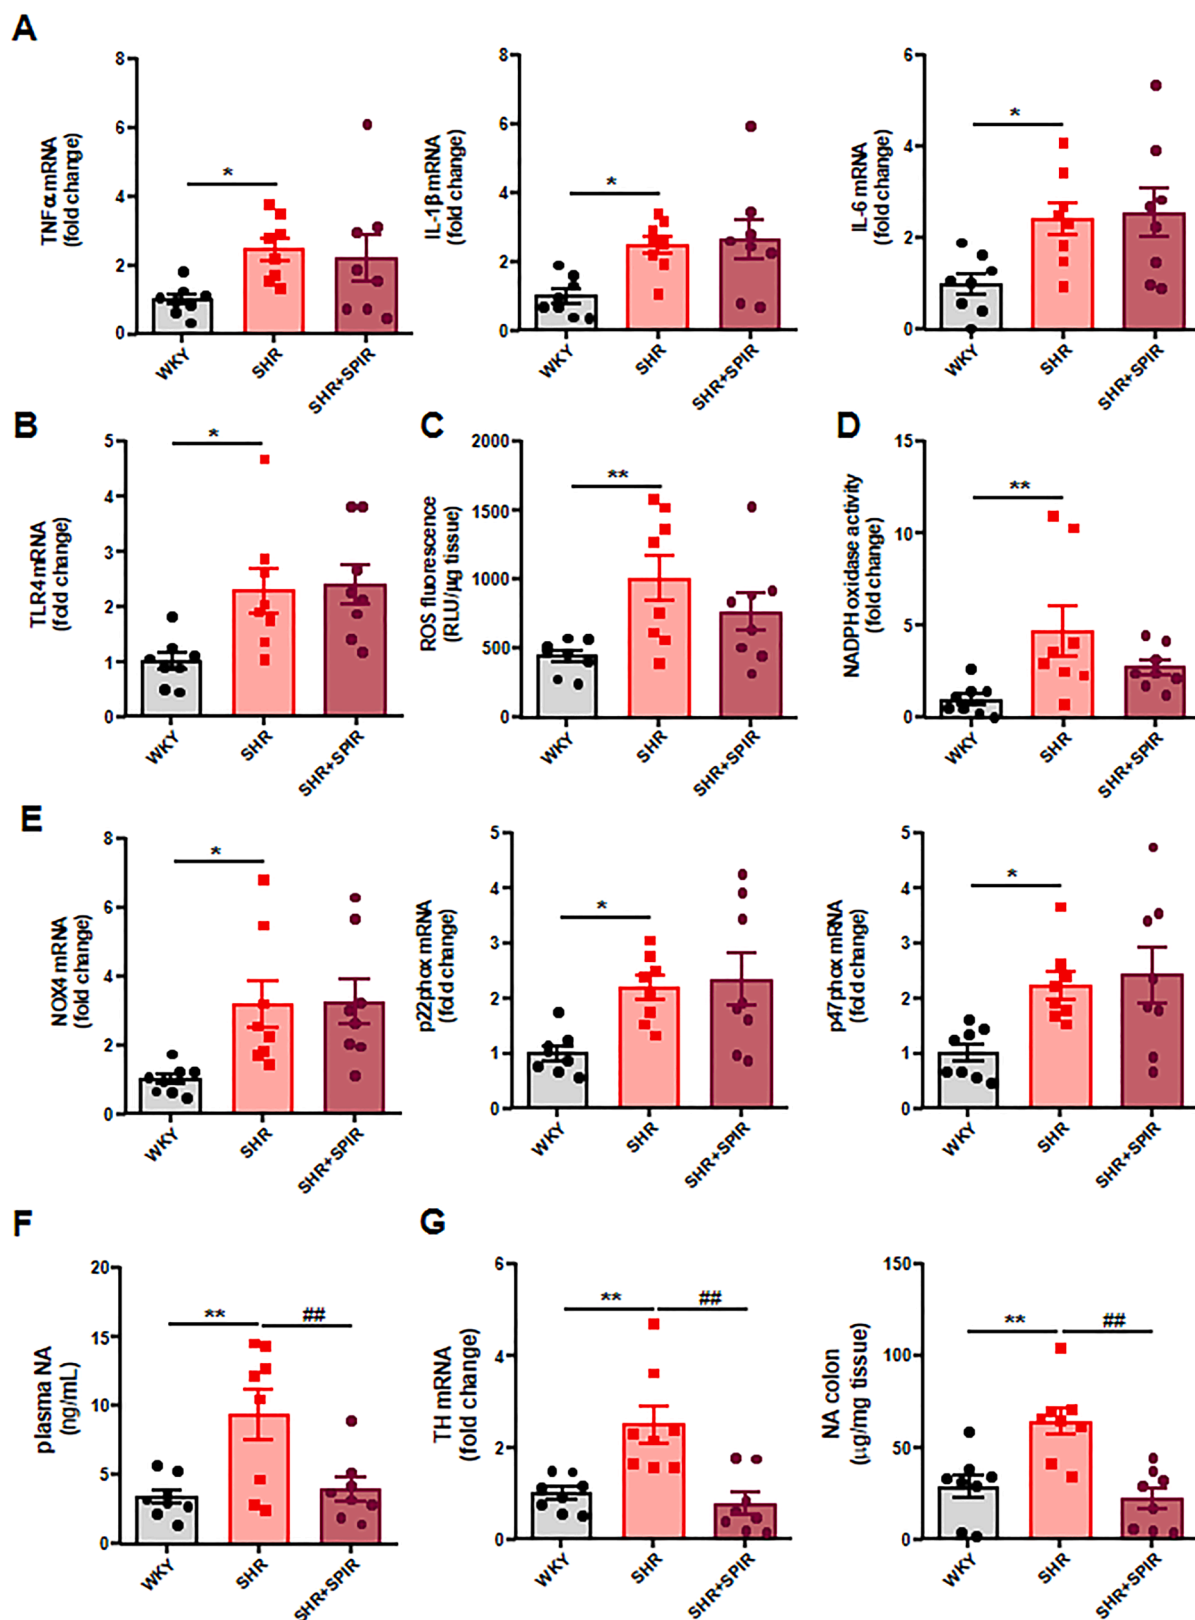 A
TNFα mRNA
(fold change)
8
6
4
2
0
*
WKY
SHR
SHR+SPIR
IL-1β mRNA
(fold change)
8
6
4
2
0
*
WKY
SHR
SHR+SPIR
IL-6 mRNA
(fold change)
6
4
2
0
*
WKY
SHR
SHR+SPIR
B
TLR4 mRNA
(fold change)
5
4
3
2
1
0
*
WKY
SHR
SHR+SPIR
C
ROS fluorescence
(RLU/µg tissue)
2000
1500
1000
500
0
**
WKY
SHR
SHR+SPIR
D
NADPH oxidase activity
(fold change)
15
10
5
0
**
WKY
SHR
SHR+SPIR
E
NOX4 mRNA
(fold change)
8
6
4
2
0
*
WKY
SHR
SHR+SPIR
p22phox mRNA
(fold change)
5
4
3
2
1
0
*
WKY
SHR
SHR+SPIR
p47phox mRNA
(fold change)
5
4
3
2
1
0
*
WKY
SHR
SHR+SPIR
F
plasma NA
(ng/mL)
20
15
10
5
0
**
##
WKY
SHR
SHR+SPIR
G
TH mRNA
(fold change)
6
4
2
0
**
##
WKY
SHR
SHR+SPIR
NA colon
(µg/mg tissue)
150
100
50
0
**
##
WKY
SHR
SHR+SPIR